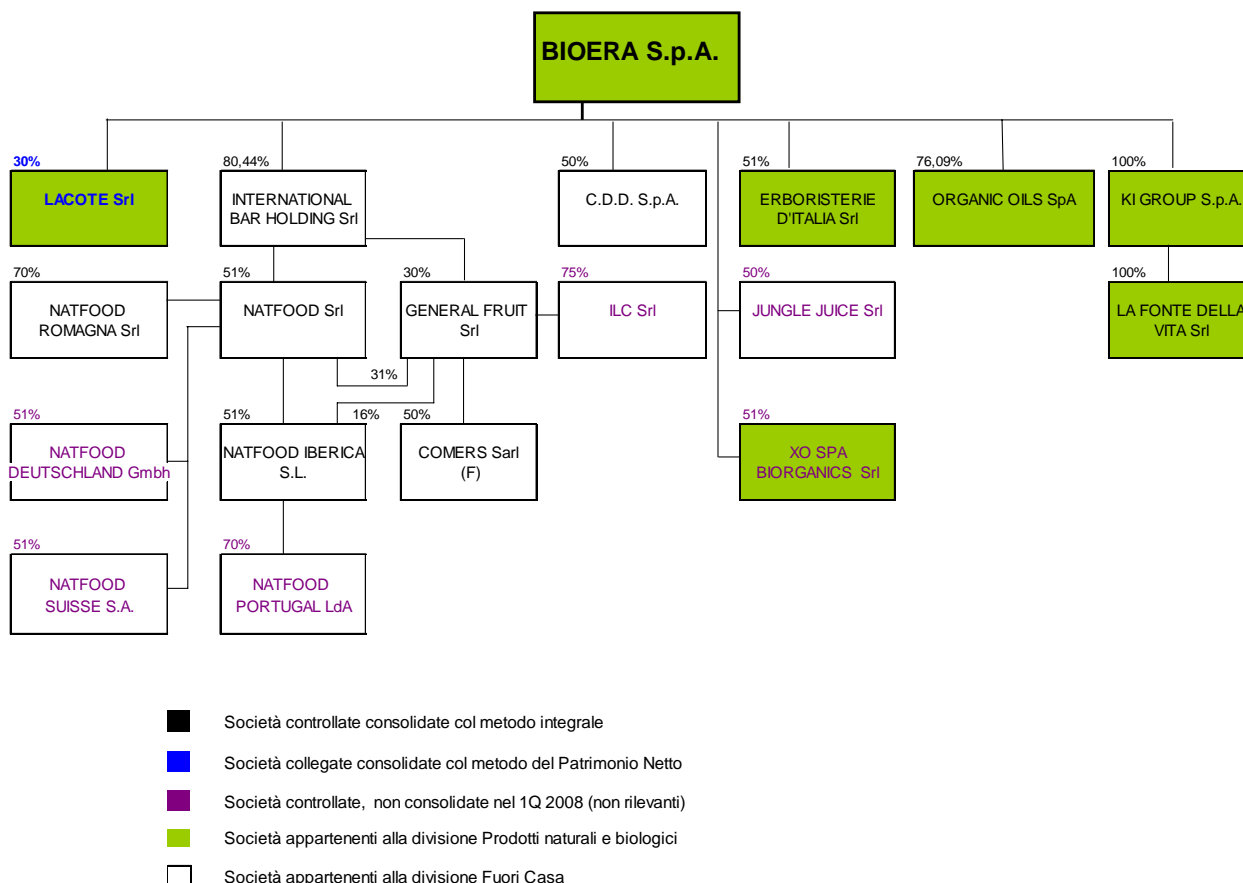 BIOERA S.p.A.
30%
80,44%
50%
51%
76,09%
100%
LACOTE Srl
INTERNATIONAL
BAR HOLDING Srl
C.D.D. S.p.A.
ERBORISTERIE
D'ITALIA Srl
ORGANIC OILS SpA
KI GROUP S.p.A.
70%
51%
30%
75%
50%
100%
NATFOOD
ROMAGNA Srl
NATFOOD Srl
GENERAL FRUIT
Srl
ILC Srl
JUNGLE JUICE Srl
LA FONTE DELLA
VITA Srl
31%
51%
51%
16%
50%
51%
NATFOOD
DEUTSCHLAND Gmbh
NATFOOD IBERICA
S.L.
COMERS Sarl
(F)
XO SPA
BIORGANICS Srl
51%
70%
NATFOOD
SUISSE S.A.
NATFOOD
PORTUGAL LdA
Società controllate consolidate col metodo integrale
Società collegate consolidate col metodo del Patrimonio Netto
Società controllate, non consolidate nel 1Q 2008 (non rilevanti)
Società appartenenti alla divisione Prodotti naturali e biologici
Società appartenenti alla divisione Fuori Casa